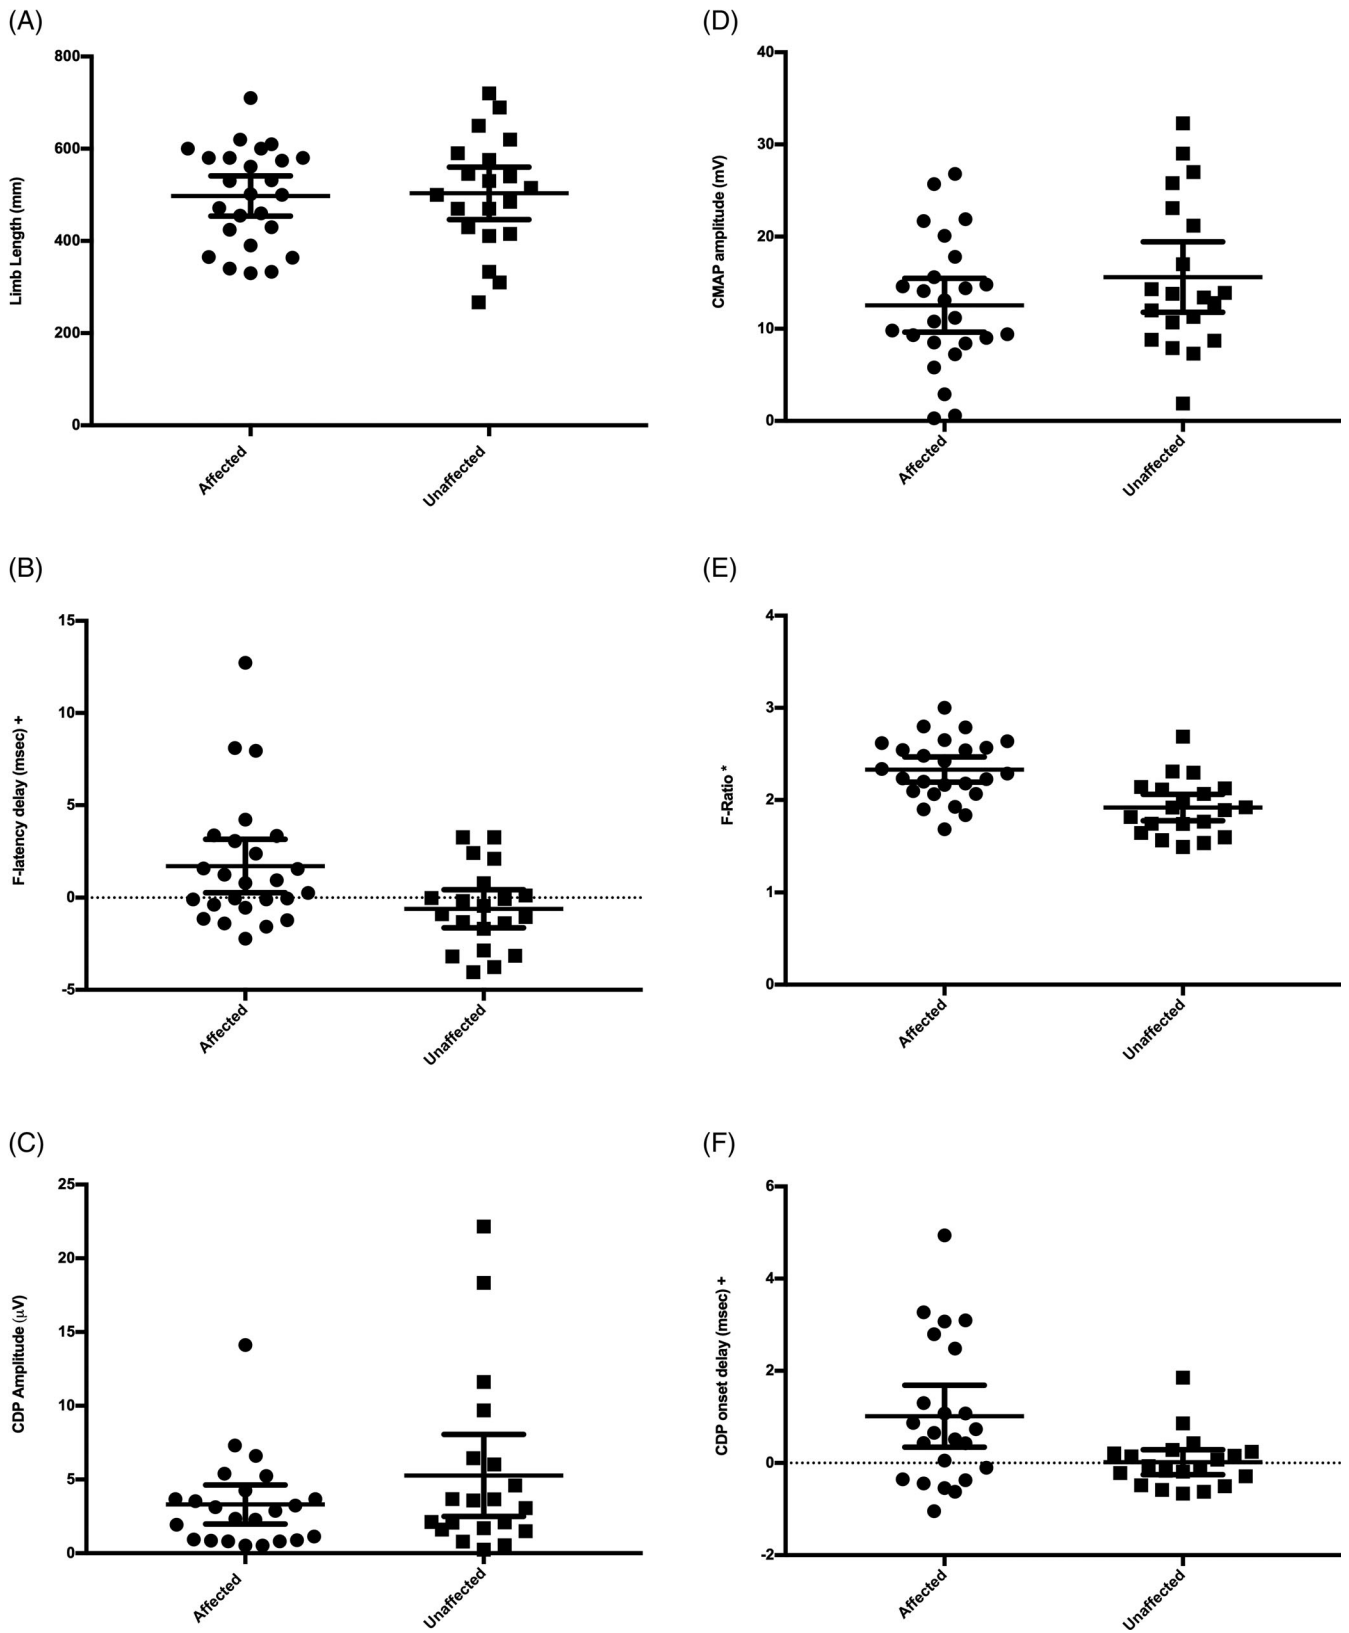 (A)
800
600
400
200
0
Limb Length (mm)
Affected
Unaffected
(D)
40
30
20
10
0
CMAP amplitude (mV)
Affected
Unaffected
(B)
15
10
5
0
-5
F-latency delay (msec) +
Affected
Unaffected
(E)
4
3
2
1
0
F-Ratio *
Affected
Unaffected
(C)
25
20
15
10
5
0
CDP Amplitude (μV)
Affected
Unaffected
(F)
6
4
2
0
-2
CDP onset delay (msec) +
Affected
Unaffected